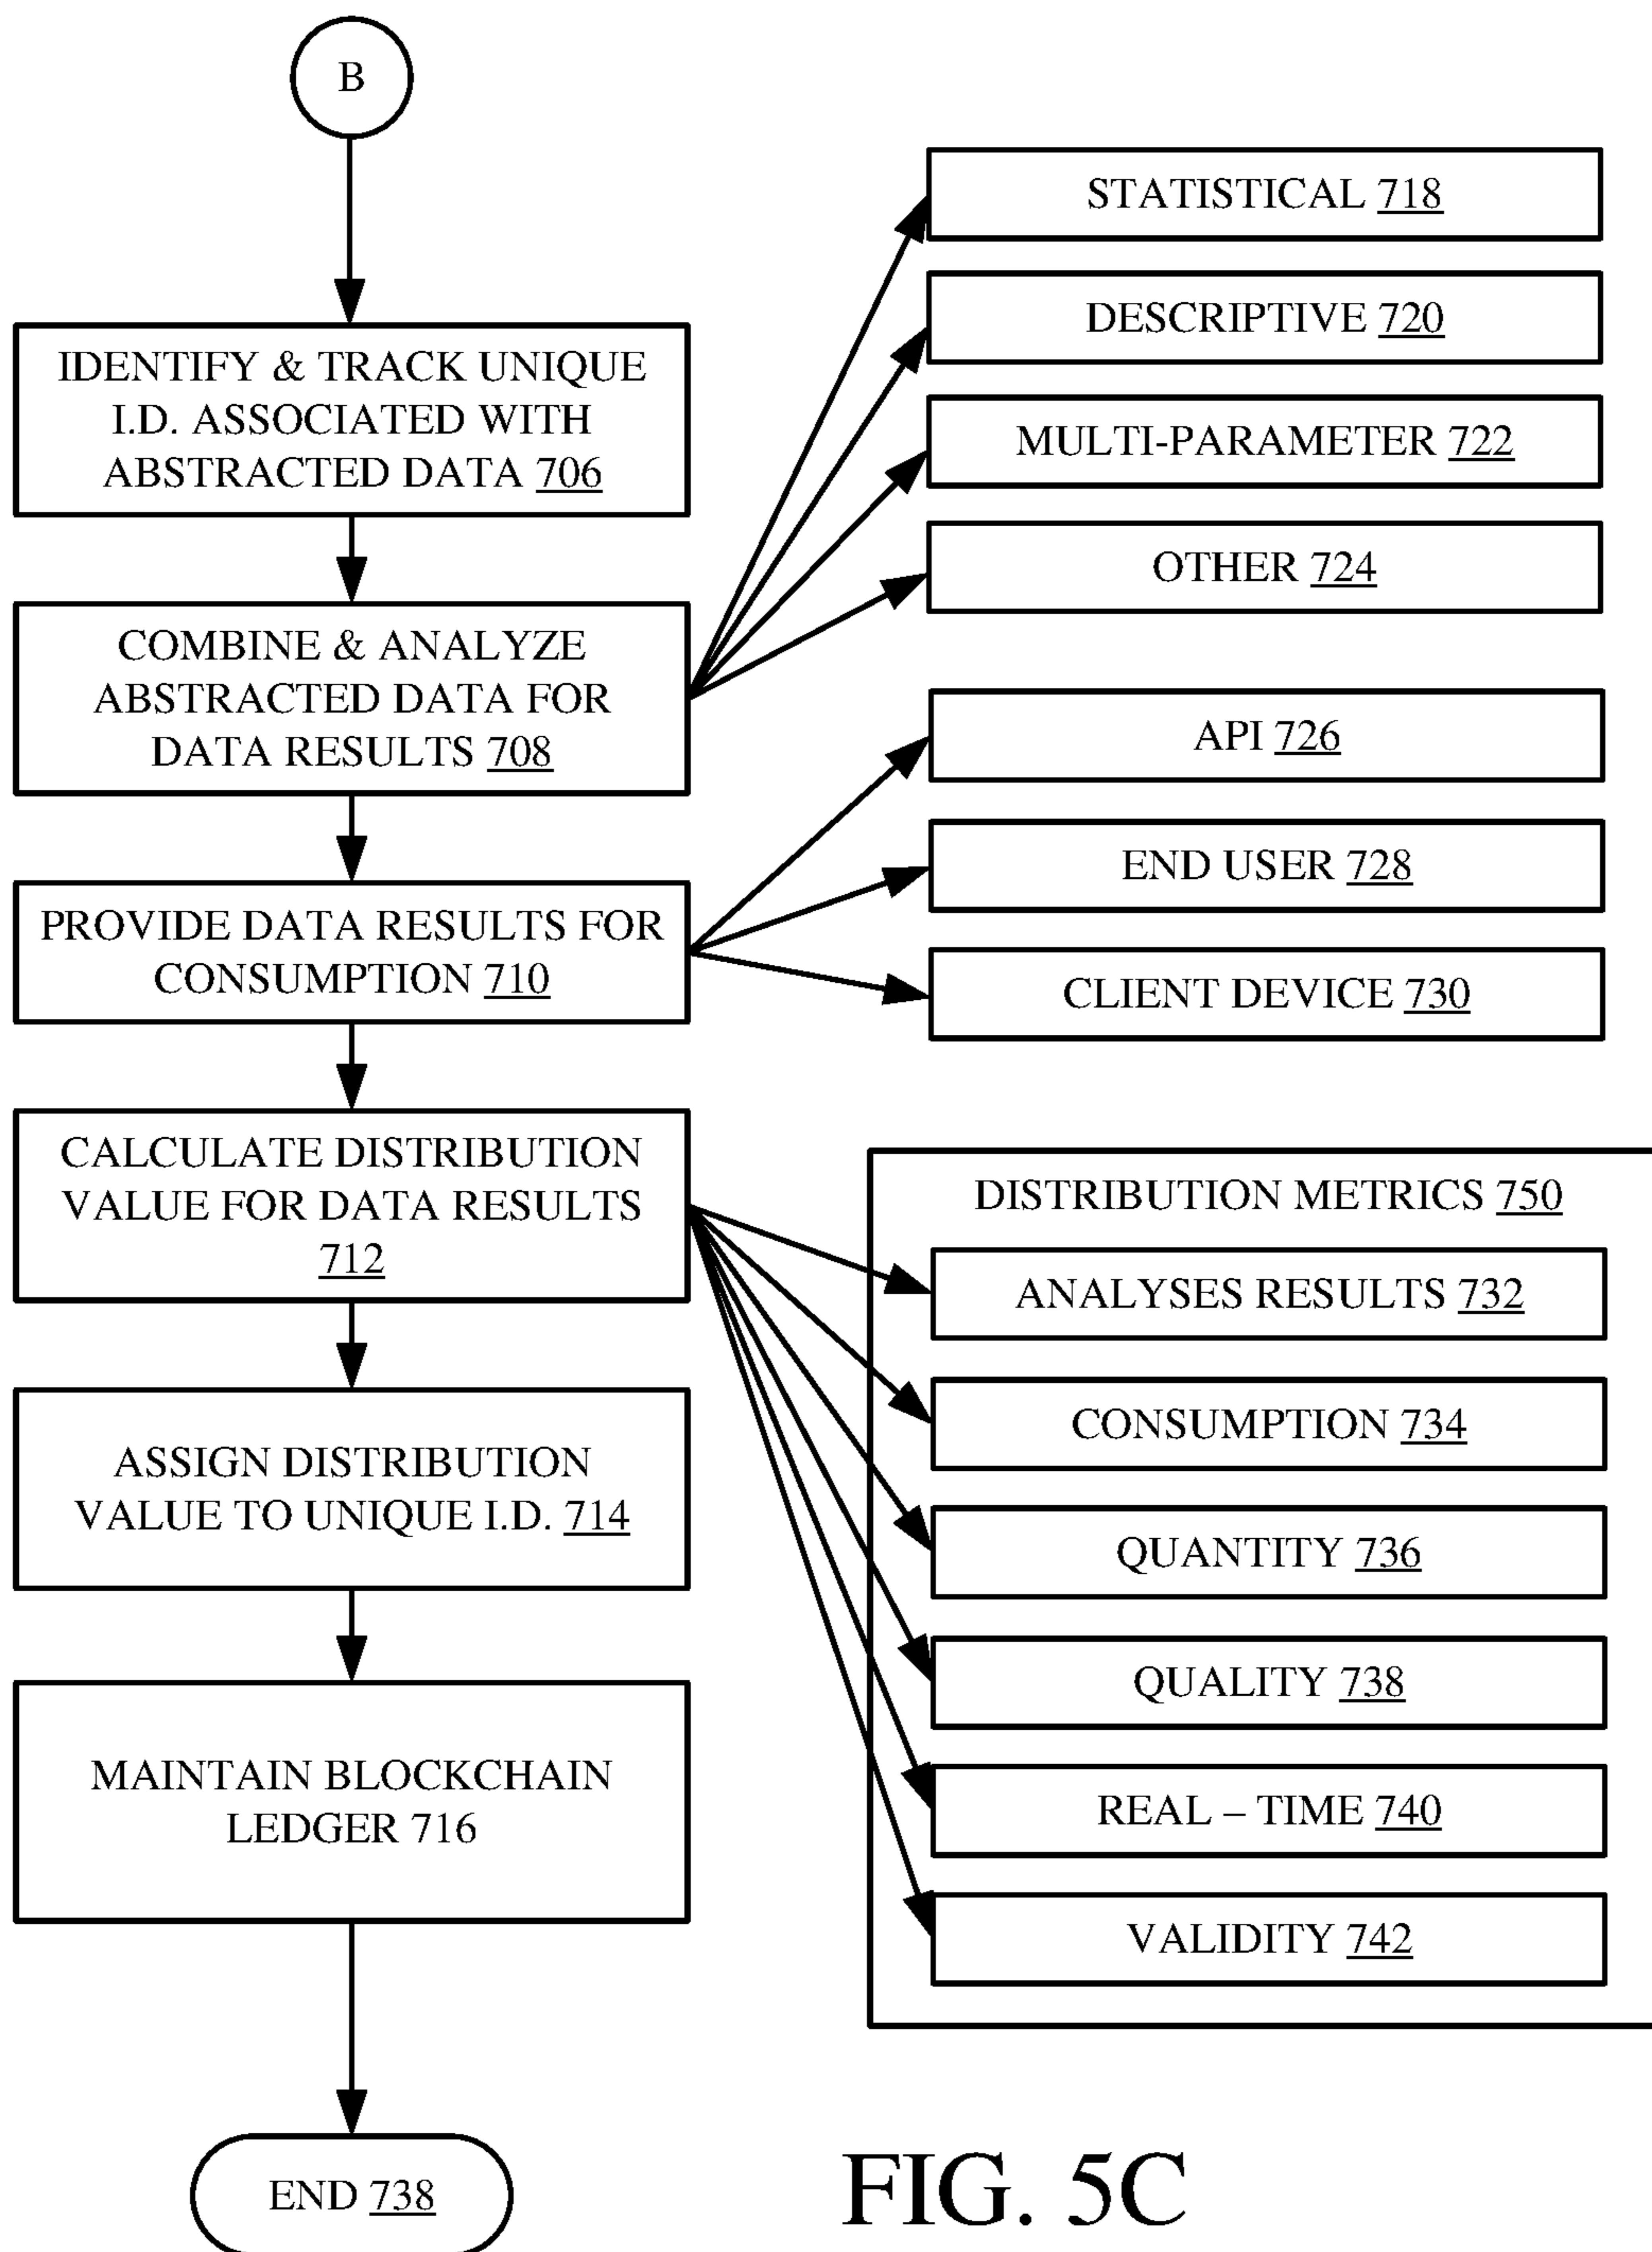 B
IDENTIFY & TRACK UNIQUE
I.D. ASSOCIATED WITH
ABSTRACTED DATA 706
COMBINE & ANALYZE
ABSTRACTED DATA FOR
DATA RESULTS 708
STATISTICAL 718
DESCRIPTIVE 720
MULTI-PARAMETER 722
OTHER 724
PROVIDE DATA RESULTS FOR
CONSUMPTION 710
API 726
END USER 728
CLIENT DEVICE 730
CALCULATE DISTRIBUTION
VALUE FOR DATA RESULTS
712
DISTRIBUTION METRICS 750
ANALYSES RESULTS 732
CONSUMPTION 734
QUANTITY 736
QUALITY 738
REAL – TIME 740
VALIDITY 742
ASSIGN DISTRIBUTION
VALUE TO UNIQUE I.D. 714
MAINTAIN BLOCKCHAIN
LEDGER 716
END 738
FIG. 5C